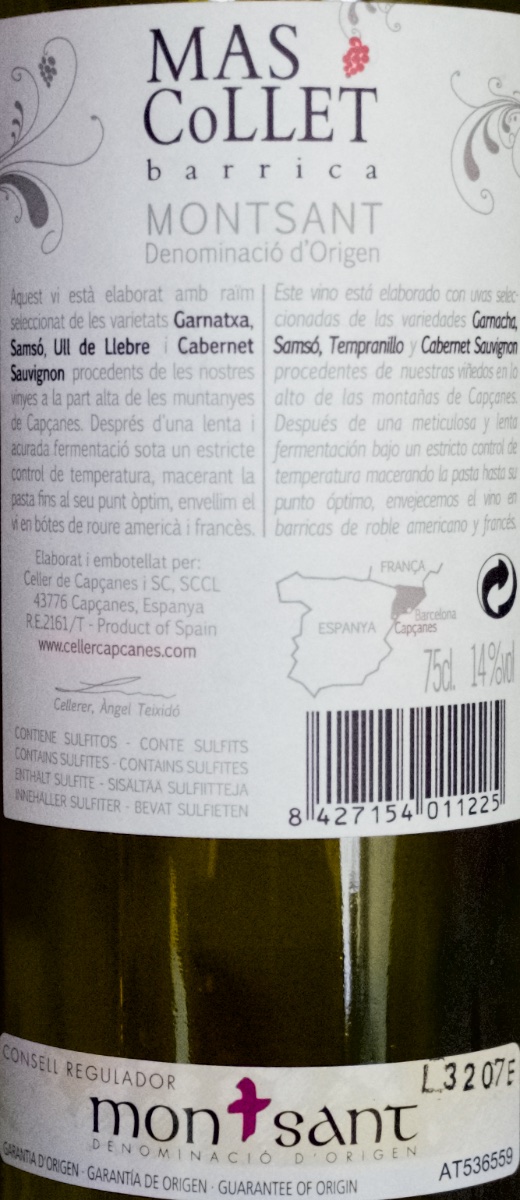 MAS
CoLLET
barrica
MONTSANT
Denominació d'Origen
Aquest vi està elaborat amb raïm
seleccionat de les varietats Garnatxa,
Samsó, Ull de Llebre i Cabernet
Sauvignon procedents de les nostres
vinyes a la part alta de les muntanyes
de Capçanes. Després d'una lenta i
acurada fermentació sota un estricte
control de temperatura, macerant la
pasta fins al seu punt òptim, envellim el
vi en bótes de roure americà i francès.
Este vino está elaborado con uvas selec-
cionadas de las variedades Garnacha,
Samsó, Tempranillo y Cabernet Sauvignon
procedentes de nuestras viñedos en lo
alto de las montañas de Capçanes.
Después de una meticulosa y lenta
fermentación bajo un estricto control de
temperatura macerando la pasta hasta su
punto óptimo, envejecemos el vino en
barricas de roble americano y francés.
Elaborat i embotellat per:
Celler de Capçanes i SC, SCCL
43776 Capçanes, Espanya
R.E.2161/T - Product of Spain
www.cellercapcanes.com
Cellerer, Àngel Teixidó
FRANÇA
ESPANYA
Barcelona
Capçanes
75cl. 14%vol
CONTIENE SULFITOS - CONTE SULFITS
CONTAINS SULFITES - CONTAINS SULFITES
ENTHÄLT SULFITE - SISÄLTÄÄ SULFIITTEJA
INNEHÅLLER SULFITER - BEVAT SULFIETEN
8 427154 011225
CONSELL REGULADOR
L3207E
montsant
DENOMINACIÓ D'ORIGEN
GARANTIA D'ORIGEN · GARANTÍA DE ORIGEN · GUARANTEE OF ORIGIN
AT536559